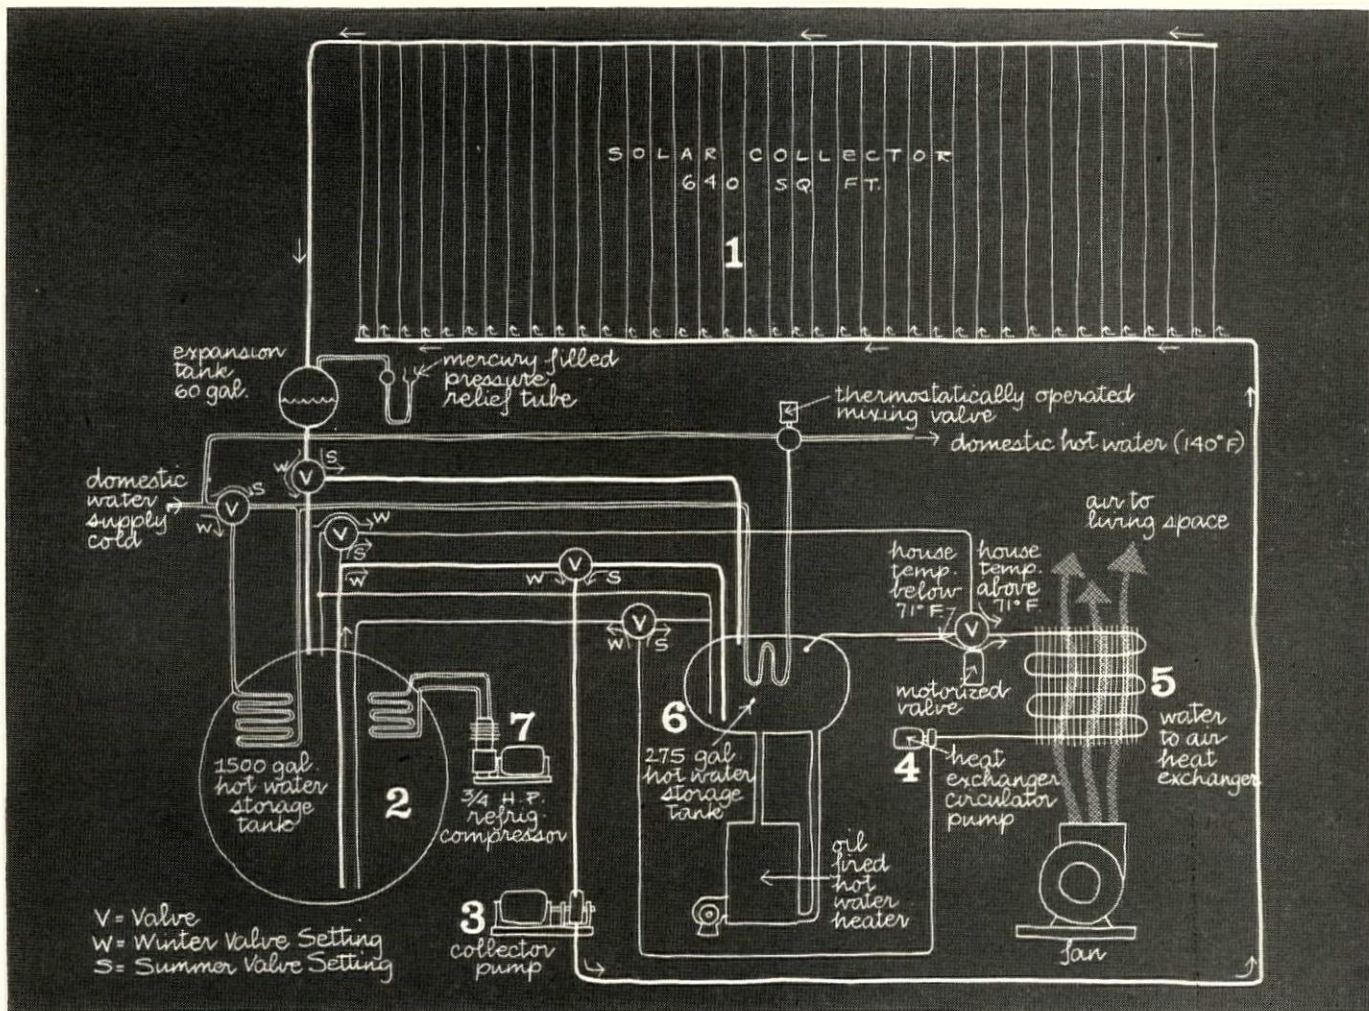 SOLAR COLLECTOR
640 SQ FT.
1
expansion
tank
60 gal.
mercury filled
pressure
relief tube
thermostatically operated
mixing valve
domestic hot water (140°F)
domestic
water
supply
cold
W
S
V
W
S
V
V
W
S
W
V
W
S
V
W
S
house
temp.
below
71°F.
house
temp.
above
71°F.
V
motorized
valve
air to
living space
5
water
to air
heat
exchanger
4
heat
exchanger
circulator
pump
6
275 gal
hot water
storage
tank
7
3/4 H.P.
refrig.
compressor
1500 gal.
hot water
storage
tank
2
oil
fired
hot
water
heater
3
collector
pump
fan
V = Valve
W = Winter Valve Setting
S = Summer Valve Setting